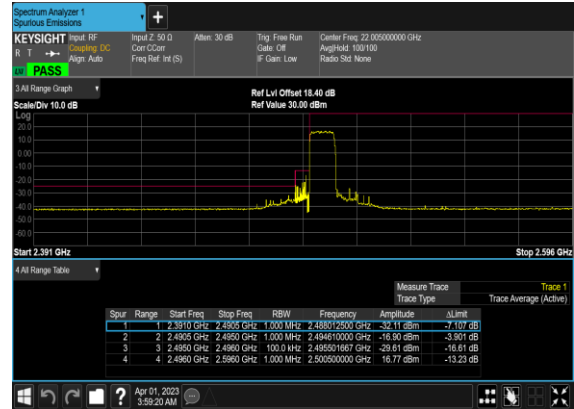 Spectrum Analyzer 1
Spurious Emissions
KEYSIGHT
R T
PASS
Input: RF
Coupling: DC
Align: Auto
Input Z: 50 Ω
Corr CCorr
Freq Ref: Int (S)
Atten: 30 dB
Trig: Free Run
Gate: Off
IF Gain: Low
Center Freq: 22.005000000 GHz
Avg|Hold: 100/100
Radio Std: None
3 All Range Graph
Scale/Div 10.0 dB
Ref Lvl Offset 18.40 dB
Ref Value 30.00 dBm
Log
20.0
10.0
0.00
-10.0
-20.0
-30.0
-40.0
-50.0
-60.0
Start 2.391 GHz
Stop 2.596 GHz
4 All Range Table
Measure Trace Trace 1
Trace Type Trace Average (Active)
Spur Range Start Freq Stop Freq RBW Frequency Amplitude ΔLimit
1 1 2.3910 GHz 2.4905 GHz 1.000 MHz 2.488012500 GHz -32.11 dBm -7.107 dB
2 2 2.4905 GHz 2.4950 GHz 1.000 MHz 2.494610000 GHz -16.90 dBm -3.901 dB
3 3 2.4950 GHz 2.4960 GHz 100.0 kHz 2.495501667 GHz -29.61 dBm -16.61 dB
4 4 2.4960 GHz 2.5960 GHz 1.000 MHz 2.500500000 GHz 16.77 dBm -13.23 dB
?
Apr 01, 2023
3:59:20 AM